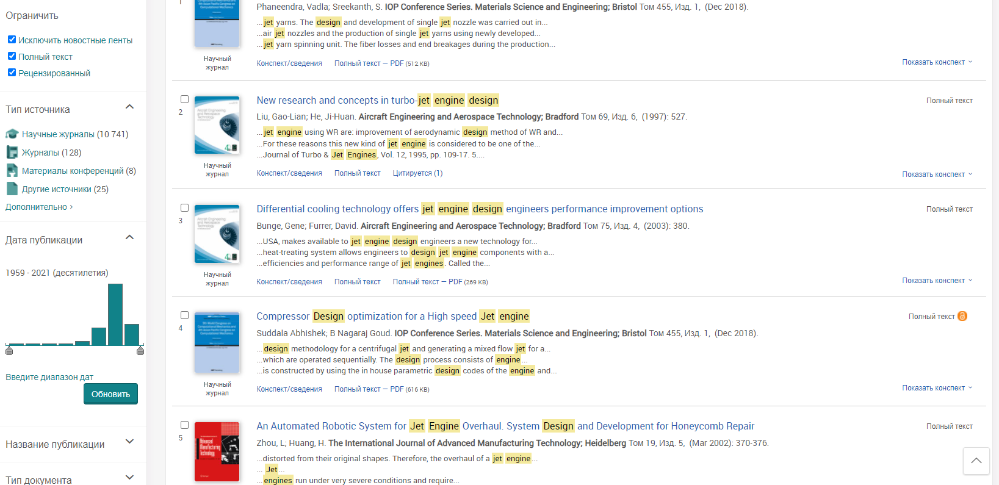 Ограничить
Исключить новостные ленты
Полный текст
Рецензированный
Тип источника
Научные журналы (10 741)
Журналы (128)
Материалы конференций (8)
Другие источники (25)
Дополнительно ›
Дата публикации
1959 - 2021 (десятилетия)
Введите диапазон дат
Обновить
Название публикации
Тип документа
1
Phaneendra, Vadla; Sreekanth, S. IOP Conference Series. Materials Science and Engineering; Bristol Том 455, Изд. 1, (Dec 2018).
...jet yarns. The design and development of single jet nozzle was carried out in...
...air jet nozzles and the production of single jet yarns using newly developed...
...jet yarn spinning unit. The fiber losses and end breakages during the production...
Научный
журнал
Конспект/сведения Полный текст — PDF (512 KB)
Показать конспект
2
New research and concepts in turbo-jet engine design
Полный текст
Liu, Gao-Lian; He, Ji-Huan. Aircraft Engineering and Aerospace Technology; Bradford Том 69, Изд. 6, (1997): 527.
...jet engine using WR are: improvement of aerodynamic design method of WR and...
...For these reasons this new kind of jet engine is considered to be one of the...
...Journal of Turbo & Jet Engines, Vol. 12, 1995, pp. 109-17. 5....
Научный
журнал
Конспект/сведения Полный текст Цитируется (1)
Показать конспект
3
Differential cooling technology offers jet engine design engineers performance improvement options
Полный текст
Bunge, Gene; Furrer, David. Aircraft Engineering and Aerospace Technology; Bradford Том 75, Изд. 4, (2003): 380.
...USA, makes available to jet engine design engineers a new technology for...
...heat-treating system allows engineers to design jet engine components with a...
...efficiencies and performance range of jet engines. Called the...
Научный
журнал
Конспект/сведения Полный текст Полный текст — PDF (269 KB)
Показать конспект
4
Compressor Design optimization for a High speed Jet engine
Полный текст
Suddala Abhishek; B Nagaraj Goud. IOP Conference Series. Materials Science and Engineering; Bristol Том 455, Изд. 1, (Dec 2018).
...design methodology for a centrifugal jet and generating a mixed flow jet for a...
...which are operated sequentially. The design process consists of engine...
...is constructed by using the in house parametric design codes of the engine and...
Научный
журнал
Конспект/сведения Полный текст — PDF (616 KB)
Показать конспект
5
An Automated Robotic System for Jet Engine Overhaul. System Design and Development for Honeycomb Repair
Полный текст
Zhou, L; Huang, H. The International Journal of Advanced Manufacturing Technology; Heidelberg Том 19, Изд. 5, (Mar 2002): 370-376.
...distorted from their original shapes. Therefore, the overhaul of a jet engine...
... Jet...
...engines run under very severe conditions and require...
Advanced
Manufacturing
Technology